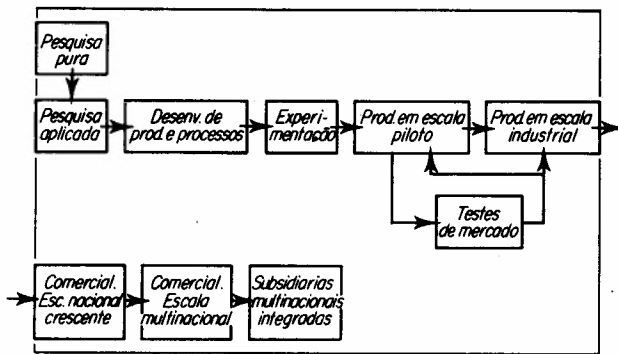 Pesquisa
pura
Pesquisa
aplicada
Desenv. de
prod. e processos
Experi-
mentação
Prod. em escala
piloto
Prod. em escala
industrial
Testes
de mercado
Comercial.
Esc. nacional
crescente
Comercial.
Escala
multinacional
Subsidiarias
multinacionais
integradas